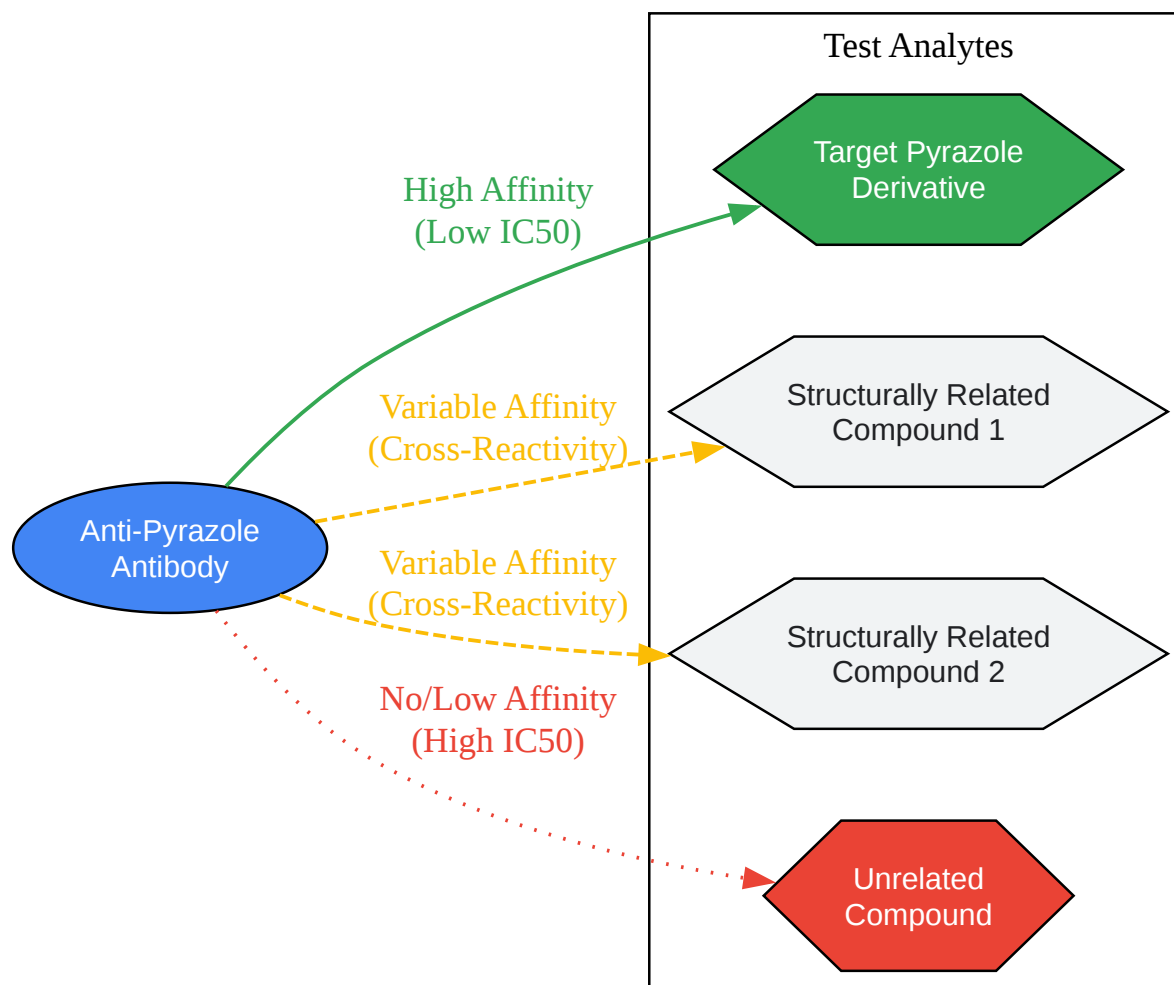 Test Analytes
Target Pyrazole
Derivative
High Affinity
(Low IC50)
Structurally Related
Compound 1
Variable Affinity
(Cross-Reactivity)
Anti-Pyrazole
Antibody
Variable Affinity
(Cross-Reactivity)
Structurally Related
Compound 2
No/Low Affinity
(High IC50)
Unrelated
Compound